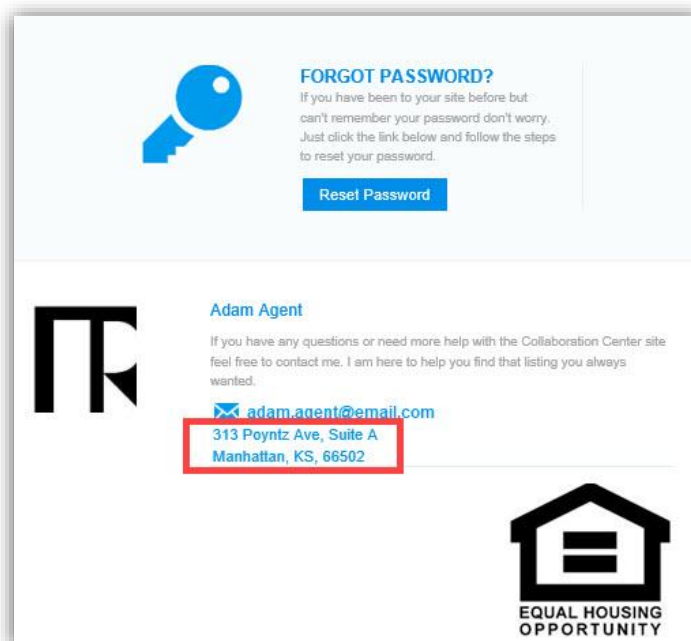 FORGOT PASSWORD?
If you have been to your site before but
can't remember your password don't worry.
Just click the link below and follow the steps
to reset your password.
Reset Password
Adam Agent
If you have any questions or need more help with the Collaboration Center site
feel free to contact me. I am here to help you find that listing you always
wanted.
adam.agent@email.com
313 Poyntz Ave, Suite A
Manhattan, KS, 66502
EQUAL HOUSING
OPPORTUNITY